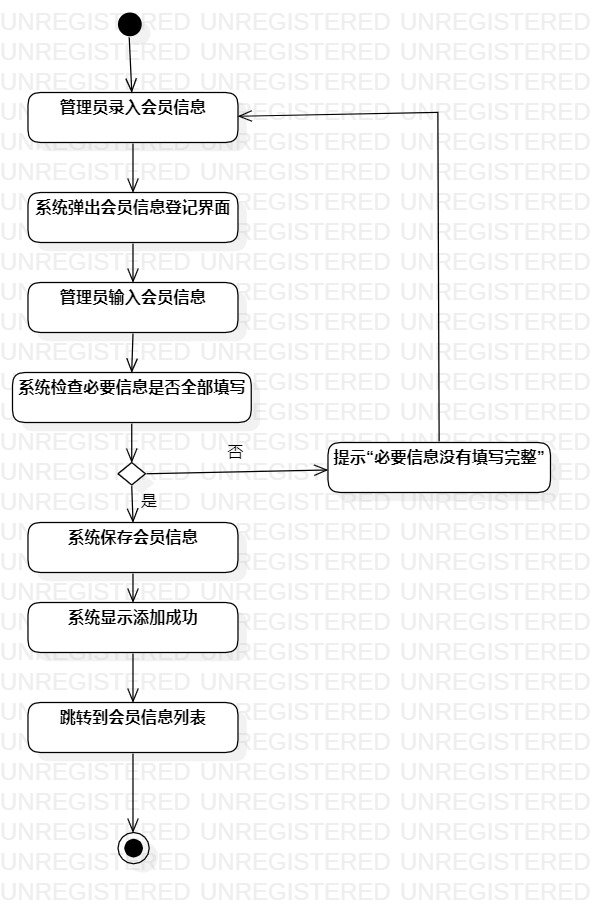 管理员录入会员信息
系统弹出会员信息登记界面
管理员输入会员信息
系统检查必要信息是否全部填写
否
提示“必要信息没有填写完整”
是
系统保存会员信息
系统显示添加成功
跳转到会员信息列表
UNREGISTERED UNREGISTERED UNREGISTERED